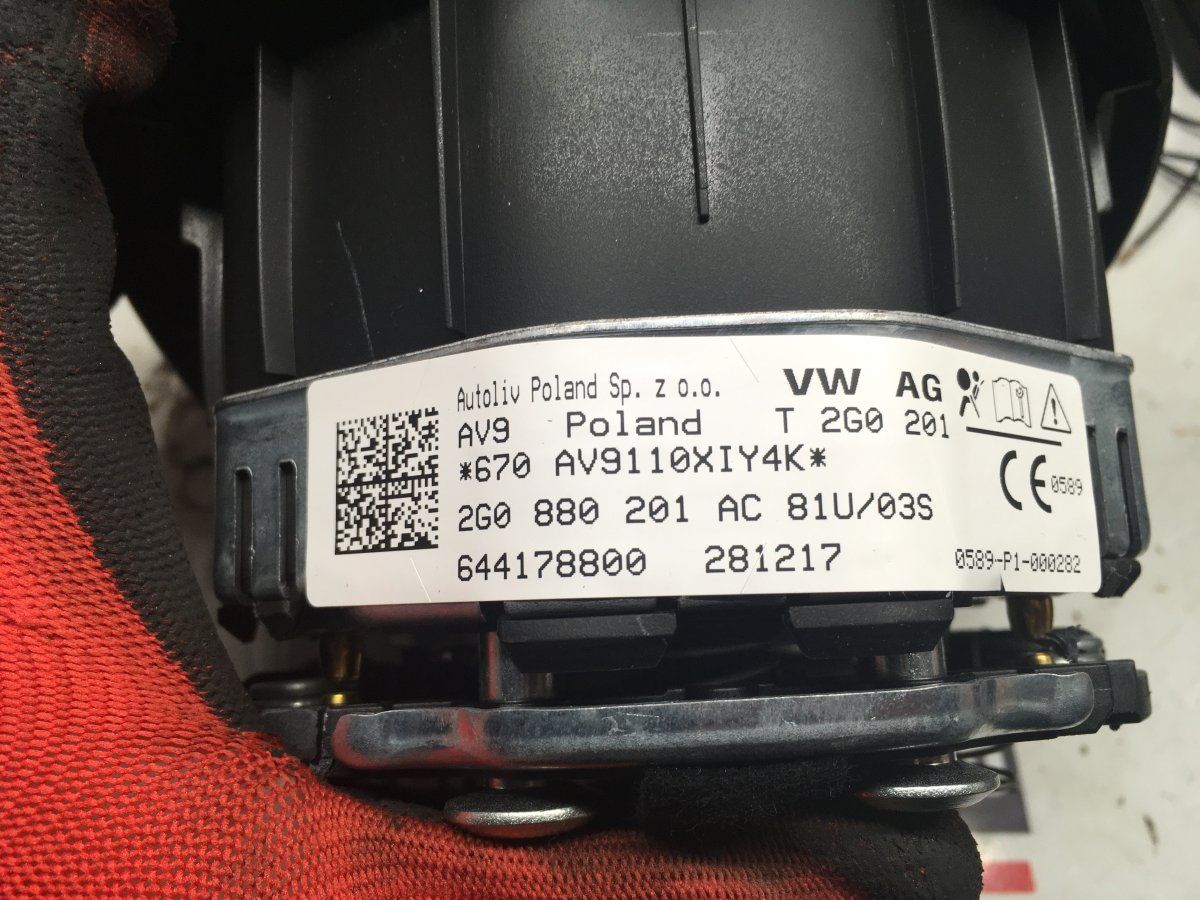 Autoliv Poland Sp. z o.o. VW AG
AV9 Poland T 2G0 201
*670 AV9110XIY4K*
CE 0589
2G0 880 201 AC 81U/03S
644178800 281217
0589-P1-000282